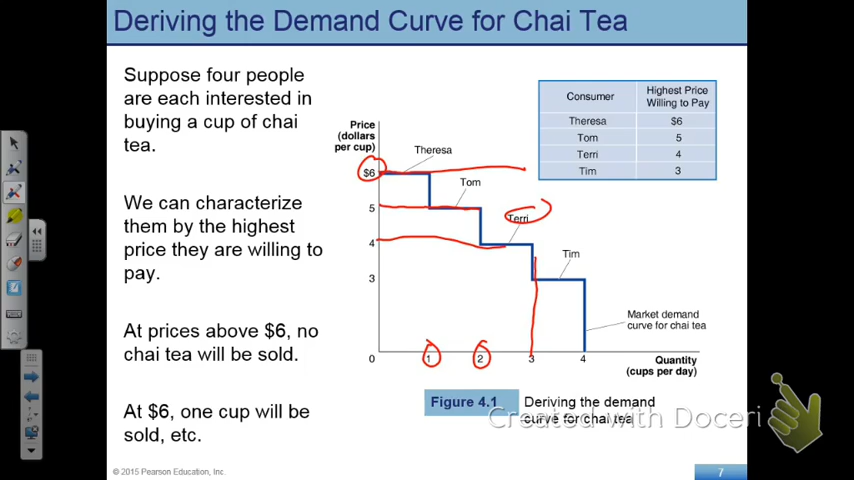 Deriving the Demand Curve for Chai Tea
Suppose four people
are each interested in
buying a cup of chai
tea.
We can characterize
them by the highest
price they are willing to
pay.
At prices above $6, no
chai tea will be sold.
At $6, one cup will be
sold, etc.
Consumer
Highest Price
Willing to Pay
Theresa $6
Tom 5
Terri 4
Tim 3
Price
(dollars
per cup)
Theresa
$6
Tom
5
Terri
4
Tim
3
Market demand
curve for chai tea
0 1 2 3 4
Quantity
(cups per day)
Figure 4.1
Deriving the demand
curve for chai tea
Created with Doceri
© 2015 Pearson Education, Inc.
7